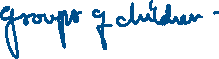 groups of children -